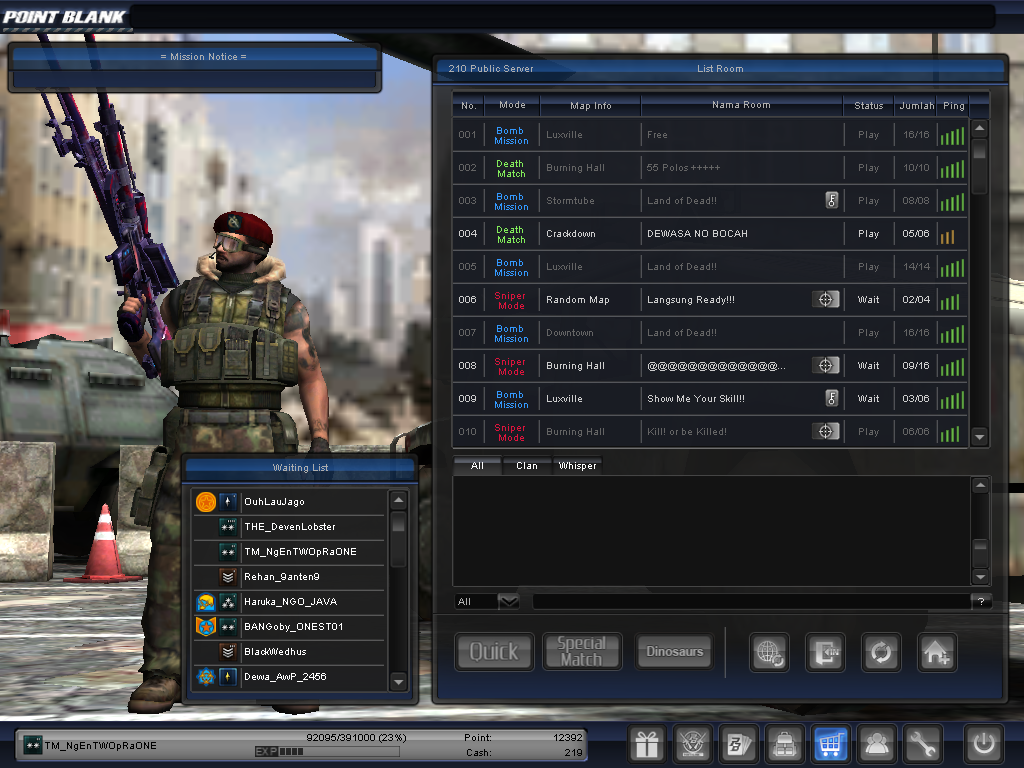 POINT BLANK
= Mission Notice =
210 Public Server List Room
No. Mode Map Info Nama Room Status Jumlah Ping
001 Bomb Mission Luxville Free Play 16/16
002 Death Match Burning Hall 55 Polos +++++ Play 10/10
003 Bomb Mission Stormtube Land of Dead!! Play 08/08
004 Death Match Crackdown DEWASA NO BOCAH Play 05/06
005 Bomb Mission Luxville Land of Dead!! Play 14/14
006 Sniper Mode Random Map Langsung Ready!!! Wait 02/04
007 Bomb Mission Downtown Land of Dead!! Play 16/16
008 Sniper Mode Burning Hall @@@@@@@@@@@@@... Wait 09/16
009 Bomb Mission Luxville Show Me Your Skill!! Wait 03/06
010 Sniper Mode Burning Hall Kill! or be Killed! Play 06/06
All Clan Whisper
All ?
Quick Special Match Dinosaurs IN
Waiting List
OuhLauJago
THE_DevenLobster
TM_NgEnTWOpRaONE
Rehan_9anten9
Haruka_NGO_JAVA
BANGoby_ONEST01
BlackWedhus
Dewa_AwP_2456
TM_NgEnTWOpRaONE
92095/391000 (23%)
EXP
Point: 12392
Cash: 219